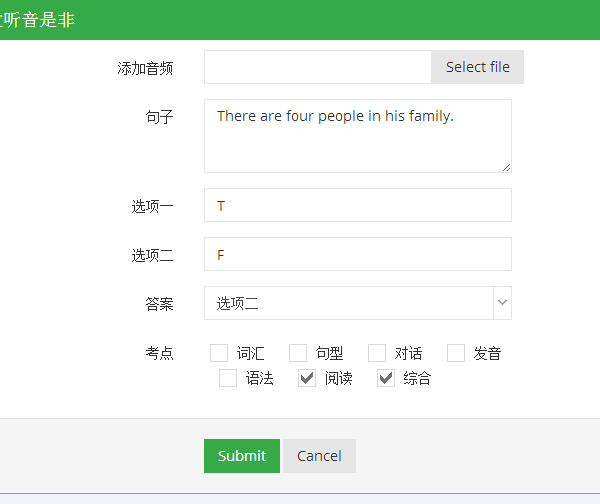 听音是非
添加音频 Select file
句子 There are four people in his family.
选项一 T
选项二 F
答案 选项二
考点 词汇 句型 对话 发音
语法 阅读 综合
Submit Cancel